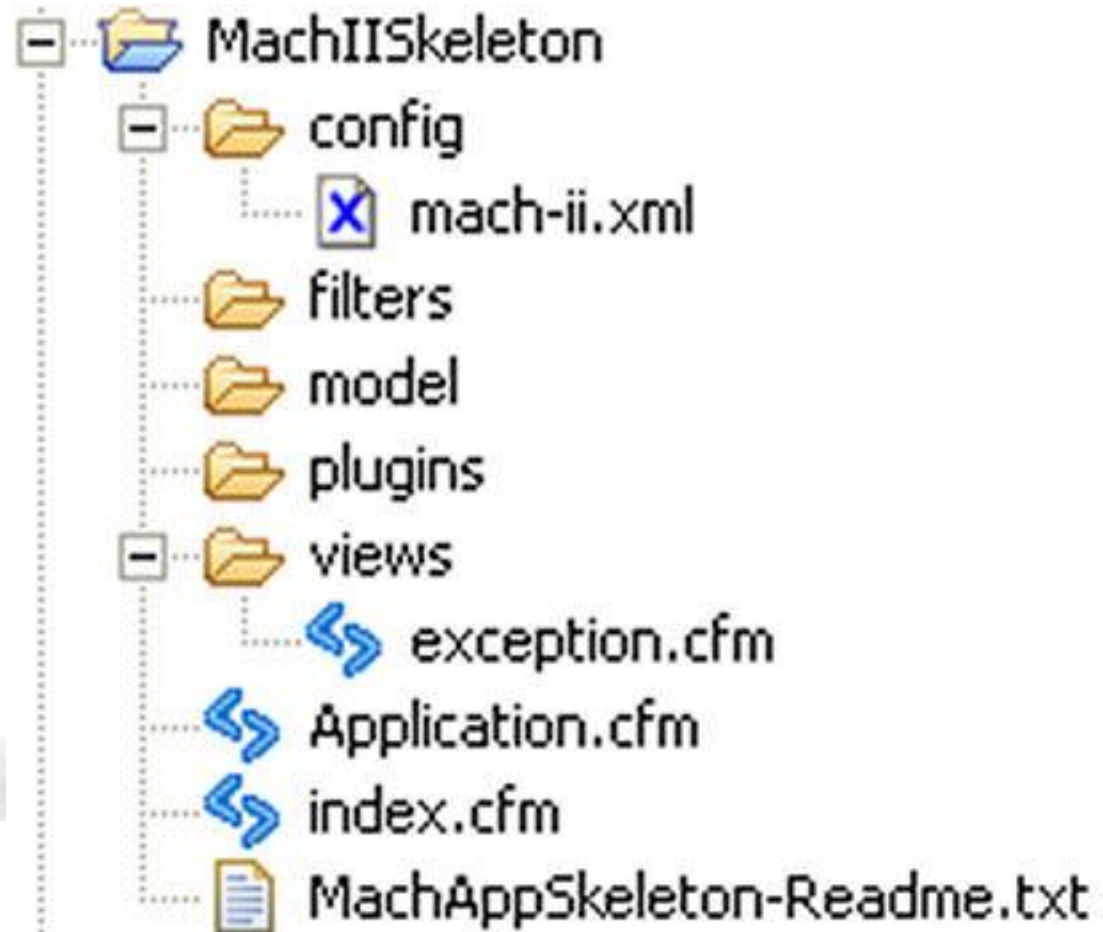 MachIISkeleton
config
mach-ii.xml
filters
model
plugins
views
exception.cfm
Application.cfm
index.cfm
MachAppSkeleton-Readme.txt